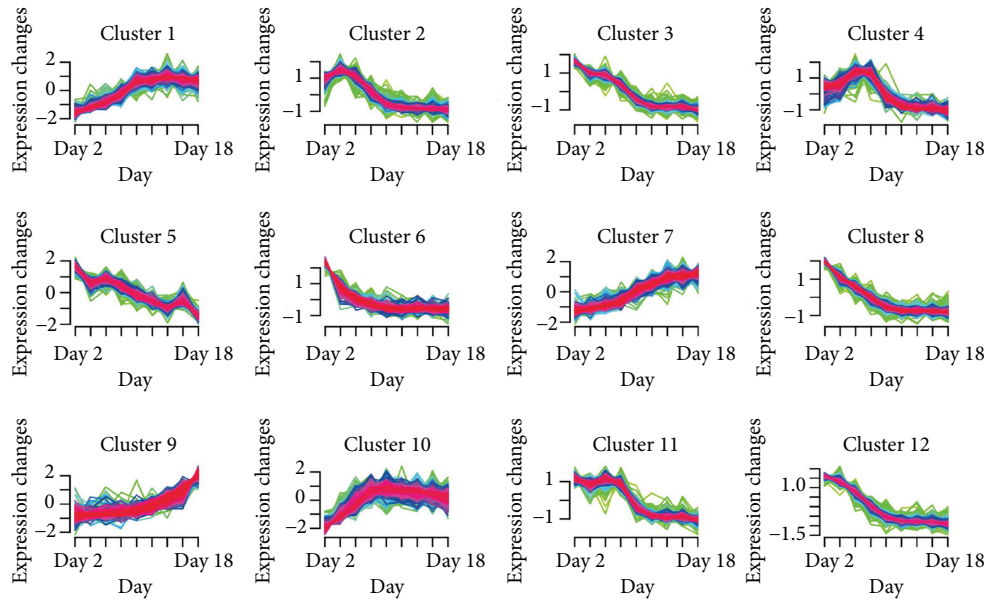 Cluster 1
Expression changes
2
0
−2
Day 2
Day 18
Day
Cluster 2
Expression changes
1
−1
Day 2
Day 18
Day
Cluster 3
Expression changes
1
−1
Day 2
Day 18
Day
Cluster 4
Expression changes
1
−1
Day 2
Day 18
Day
Cluster 5
Expression changes
2
0
−2
Day 2
Day 18
Day
Cluster 6
Expression changes
1
−1
Day 2
Day 18
Day
Cluster 7
Expression changes
2
0
−2
Day 2
Day 18
Day
Cluster 8
Expression changes
1
−1
Day 2
Day 18
Day
Cluster 9
Expression changes
2
0
−2
Day 2
Day 18
Day
Cluster 10
Expression changes
2
0
−2
Day 2
Day 18
Day
Cluster 11
Expression changes
1
−1
Day 2
Day 18
Day
Cluster 12
Expression changes
1.0
−1.5
Day 2
Day 18
Day